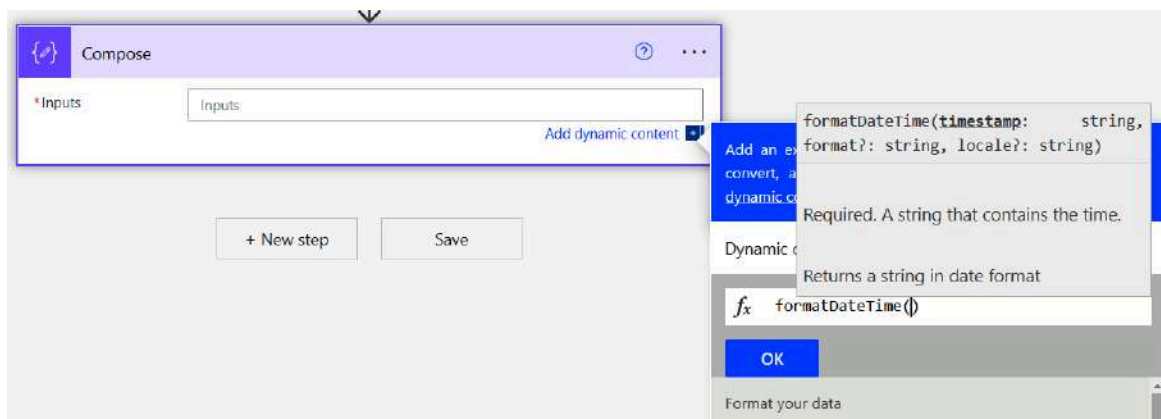 Compose
*Inputs
Inputs
Add dynamic content
+ New step
Save
formatDateTime(timestamp: string,
format?: string, locale?: string)
Required. A string that contains the time.
Returns a string in date format
Add an
convert,
dynamic
Dynamic
fx formatDateTime()
OK
Format your data